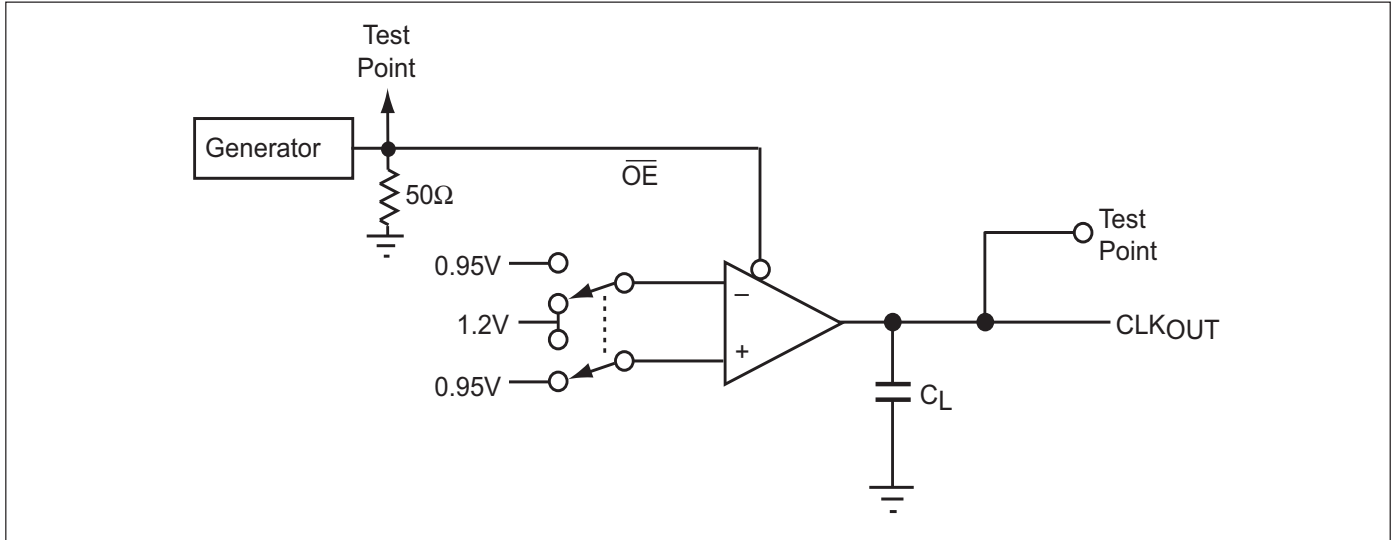 Test
Point
Generator
OE
50Ω
Test
Point
0.95V
–
1.2V
CLKOUT
+
0.95V
CL